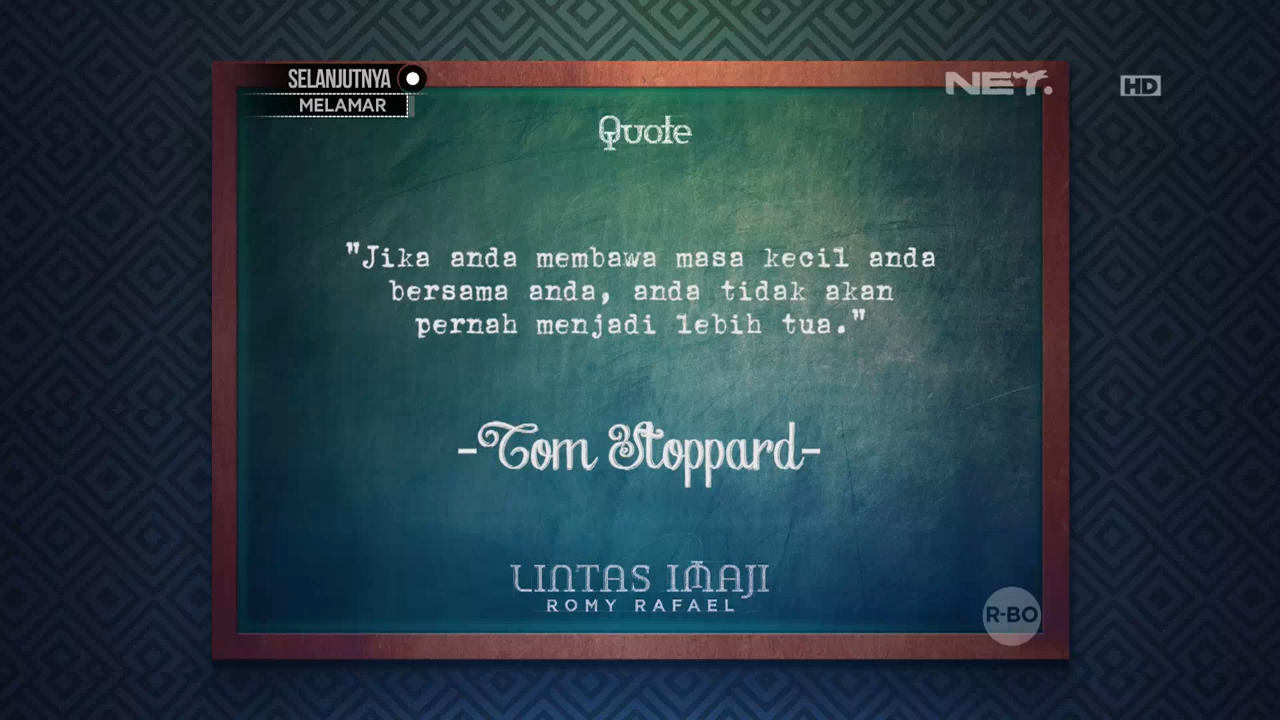 SELANJUTNYA
MELAMAR
NET.
HD
Quote
"Jika anda membawa masa kecil anda
bersama anda, anda tidak akan
pernah menjadi lebih tua."
-Tom Stoppard-
LINTAS IMAJI
ROMY RAFAEL
R-BO